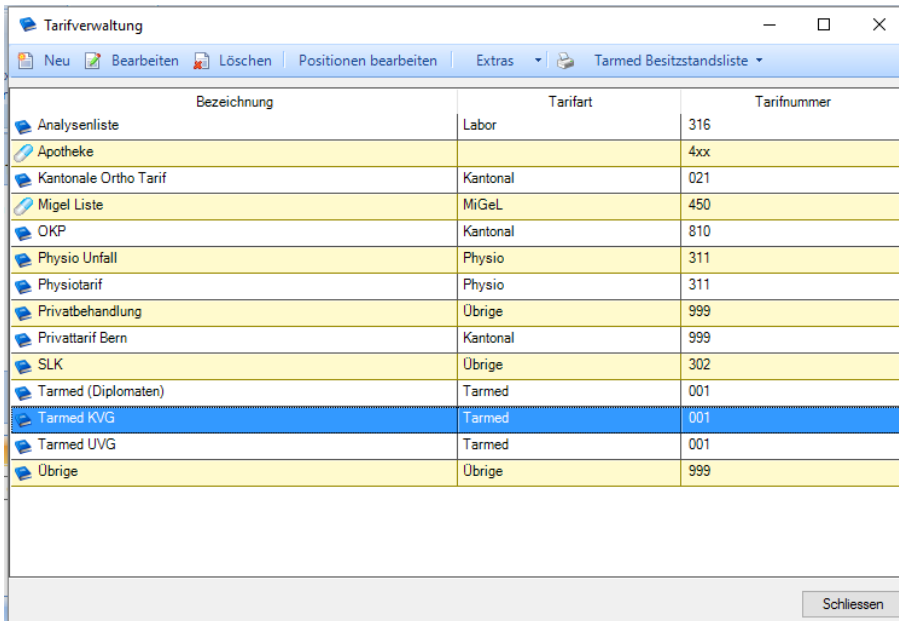 Tarifverwaltung
Neu Bearbeiten Löschen Positionen bearbeiten Extras Tarmed Besitzstandsliste
Bezeichnung Tarifart Tarifnummer
Analysenliste Labor 316
Apotheke 4xx
Kantonale Ortho Tarif Kantonal 021
Migel Liste MiGeL 450
OKP Kantonal 810
Physio Unfall Physio 311
Physiotarif Physio 311
Privatbehandlung Übrige 999
Privattarif Bern Kantonal 999
SLK Übrige 302
Tarmed (Diplomaten) Tarmed 001
Tarmed KVG Tarmed 001
Tarmed UVG Tarmed 001
Übrige Übrige 999
Schliessen